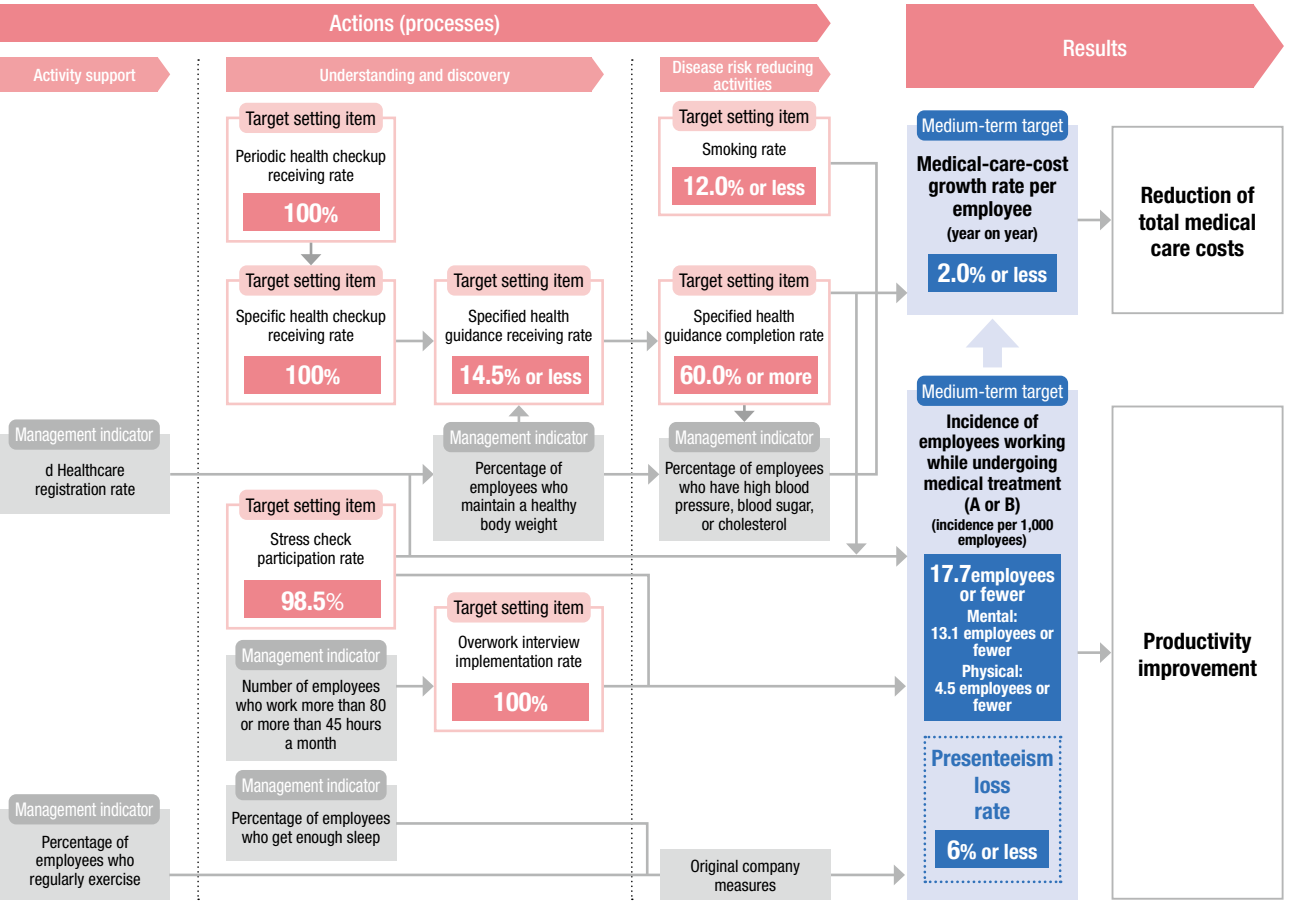 Actions (processes)
Results
Activity support
Understanding and discovery
Disease risk reducing
activities
Target setting item
Periodic health checkup
receiving rate
100%
Target setting item
Smoking rate
12.0% or less
Target setting item
Specific health checkup
receiving rate
100%
Target setting item
Specified health
guidance receiving rate
14.5% or less
Target setting item
Specified health
guidance completion rate
60.0% or more
Management indicator
d Healthcare
registration rate
Management indicator
Percentage of
employees who
maintain a healthy
body weight
Management indicator
Percentage of employees
who have high blood
pressure, blood sugar,
or cholesterol
Target setting item
Stress check
participation rate
98.5%
Target setting item
Overwork interview
implementation rate
100%
Management indicator
Number of employees
who work more than 80
or more than 45 hours
a month
Management indicator
Percentage of employees
who get enough sleep
Management indicator
Percentage of
employees who
regularly exercise
Original company
measures
Medium-term target
Medical-care-cost
growth rate per
employee
(year on year)
2.0% or less
Reduction of
total medical
care costs
Medium-term target
Incidence of
employees working
while undergoing
medical treatment
(A or B)
(incidence per 1,000
employees)
17.7employees
or fewer
Mental:
13.1 employees or
fewer
Physical:
4.5 employees or
fewer
Presenteeism
loss
rate
6% or less
Productivity
improvement